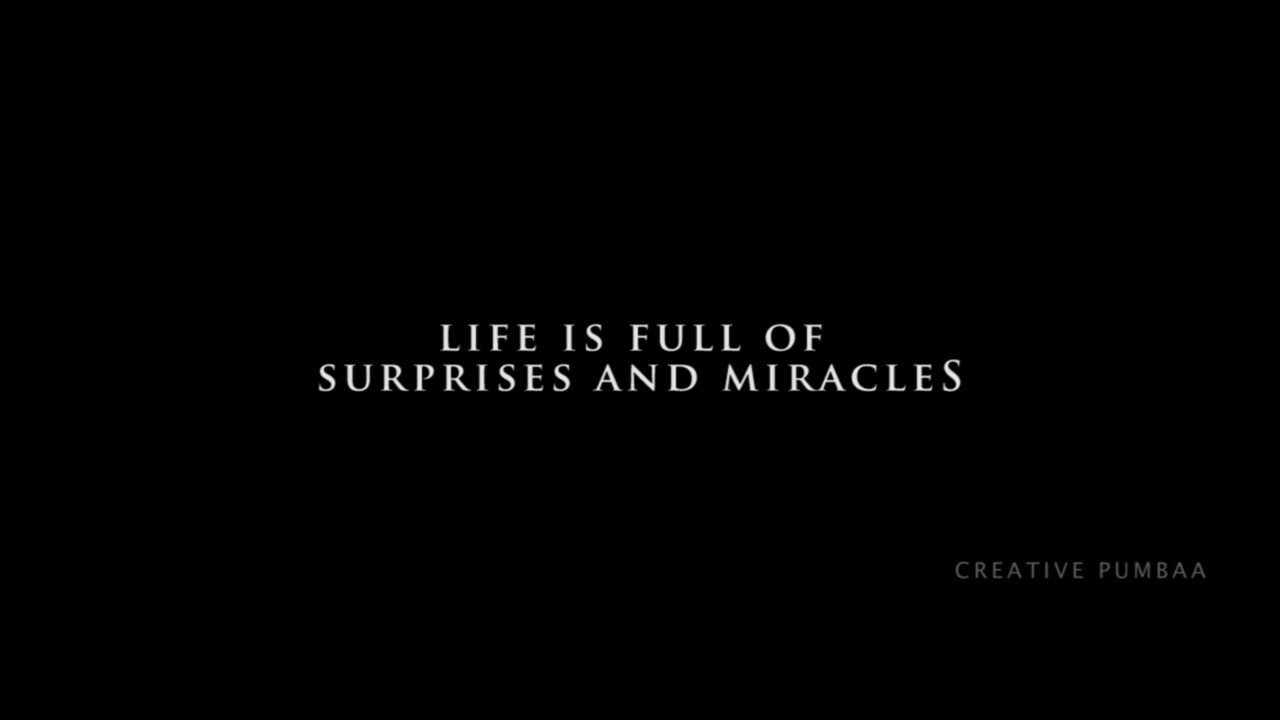 LIFE IS FULL OF
SURPRISES AND MIRACLES
CREATIVE PUMBAA